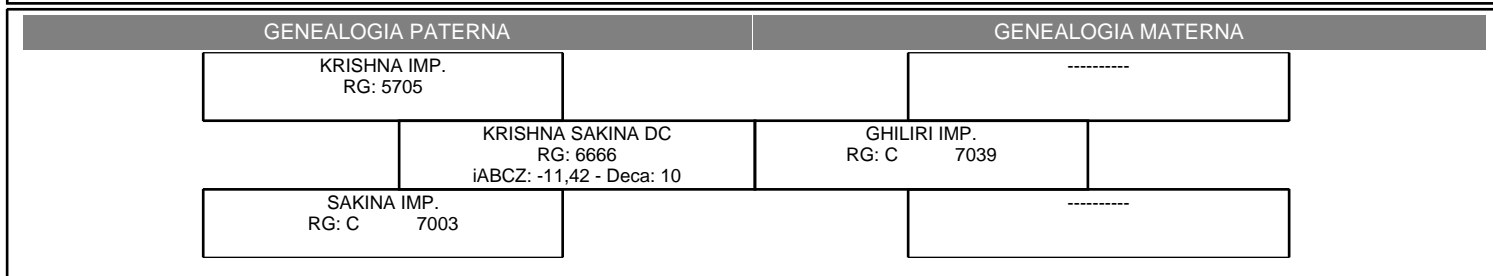 GENEALOGIA PATERNA
GENEALOGIA MATERNA
KRISHNA IMP.
RG: 5705
----------
KRISHNA SAKINA DC
RG: 6666
iABCZ: -11,42 - Deca: 10
GHILIRI IMP.
RG: C 7039
SAKINA IMP.
RG: C 7003
----------